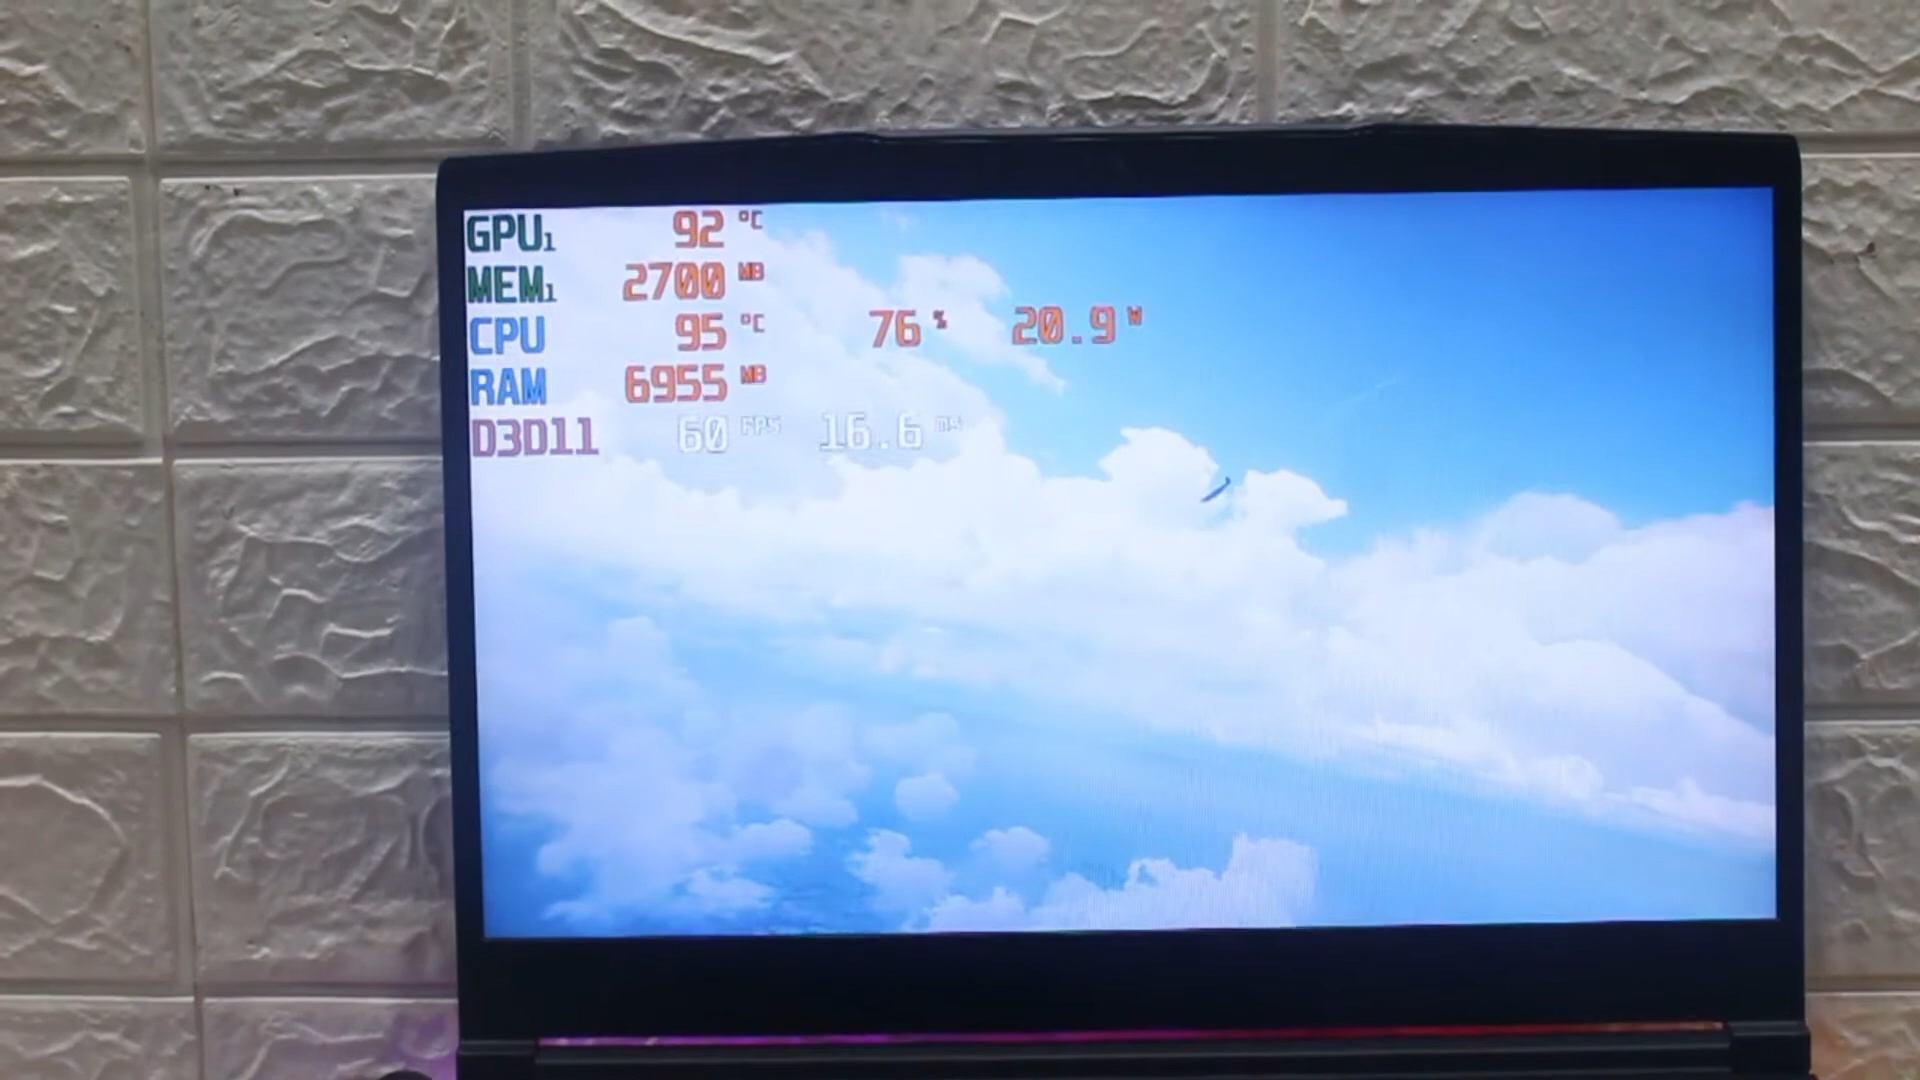 GPU1 92 °C
MEM1 2700 MB
CPU 95 °C 76 % 20.9 W
RAM 6955 MB
D3D11 60 FPS 16.6 ms